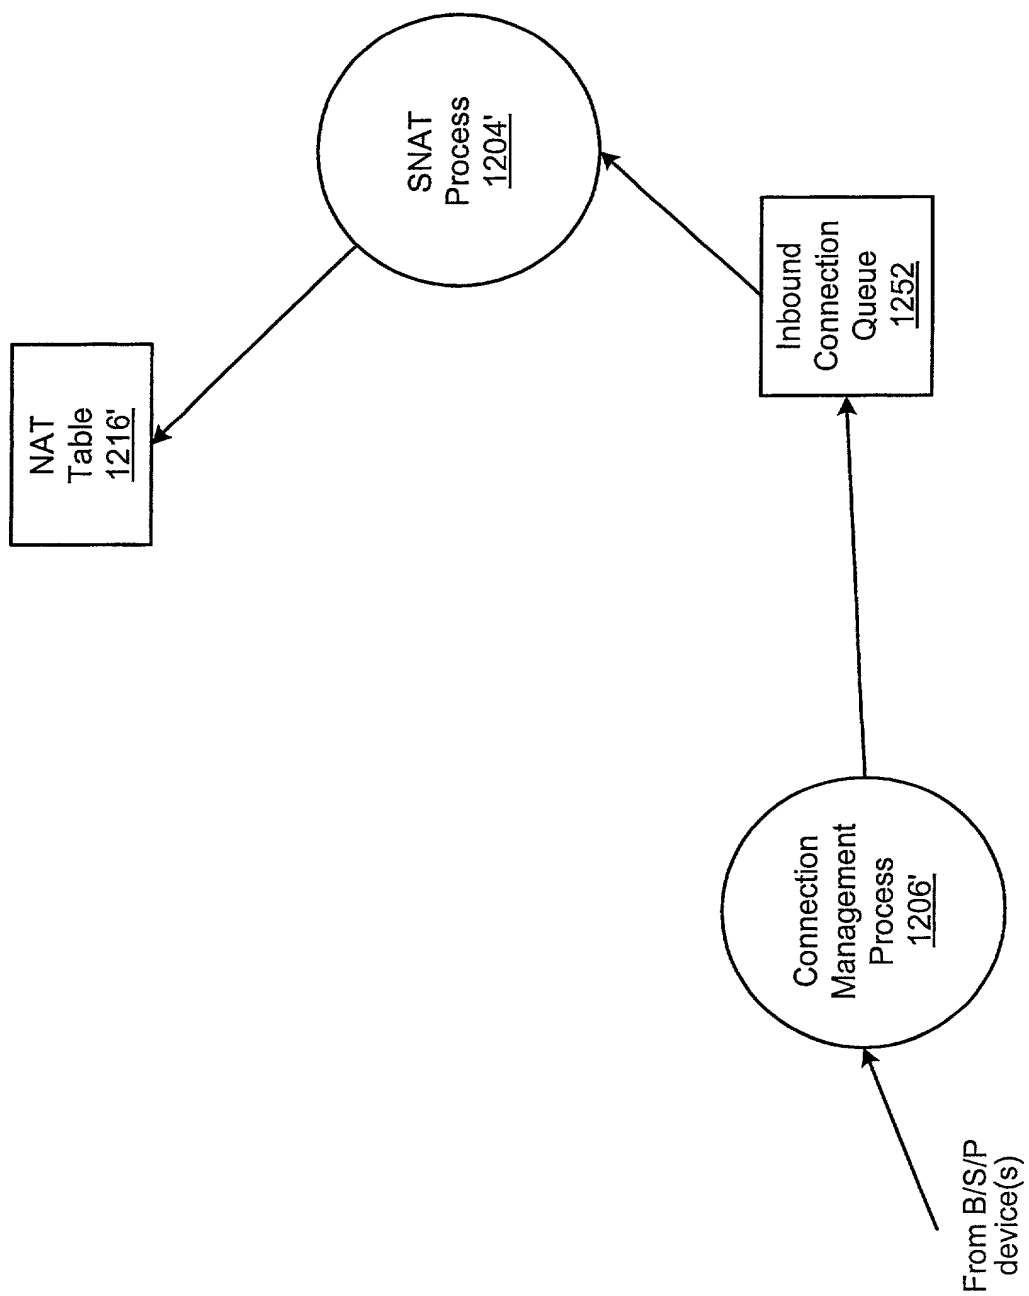 NAT
Table
1216'
SNAT
Process
1204'
Inbound
Connection
Queue
1252
Connection
Management
Process
1206'
From B/S/P
device(s)